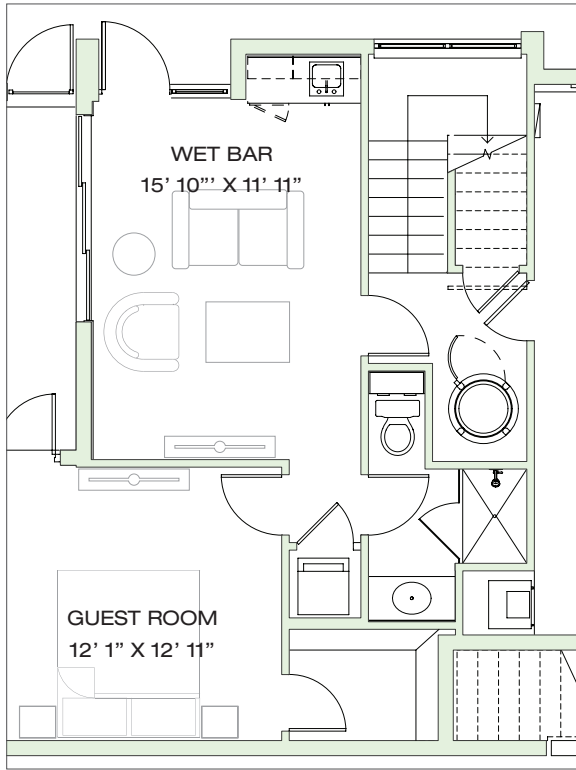 WET BAR
15’ 10”’ X 11’ 11”
GUEST ROOM
12’ 1” X 12’ 11”